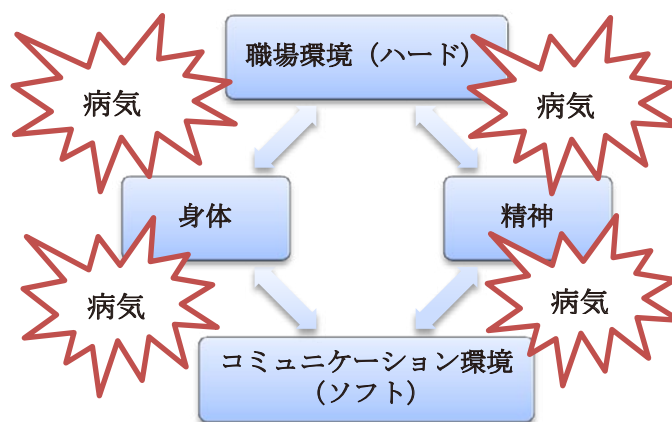 職場環境（ハード）
病気
病気
身体
精神
病気
病気
コミュニケーション環境
（ソフト）